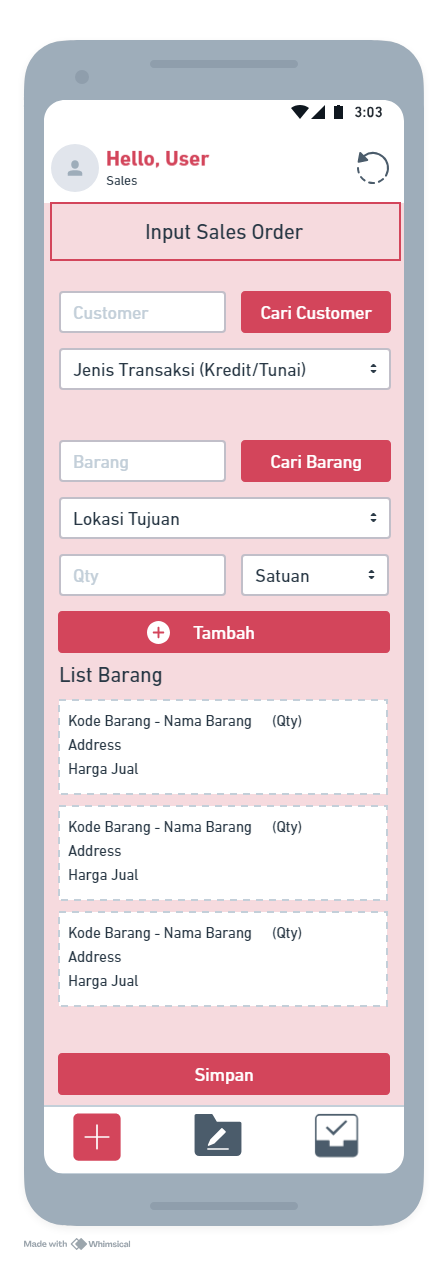 3:03
Hello, User
Sales
Input Sales Order
Customer
Cari Customer
Jenis Transaksi (Kredit/Tunai)
Barang
Cari Barang
Lokasi Tujuan
Qty
Satuan
Tambah
List Barang
Kode Barang - Nama Barang (Qty)
Address
Harga Jual
Kode Barang - Nama Barang (Qty)
Address
Harga Jual
Kode Barang - Nama Barang (Qty)
Address
Harga Jual
Simpan
Made with Whimsical